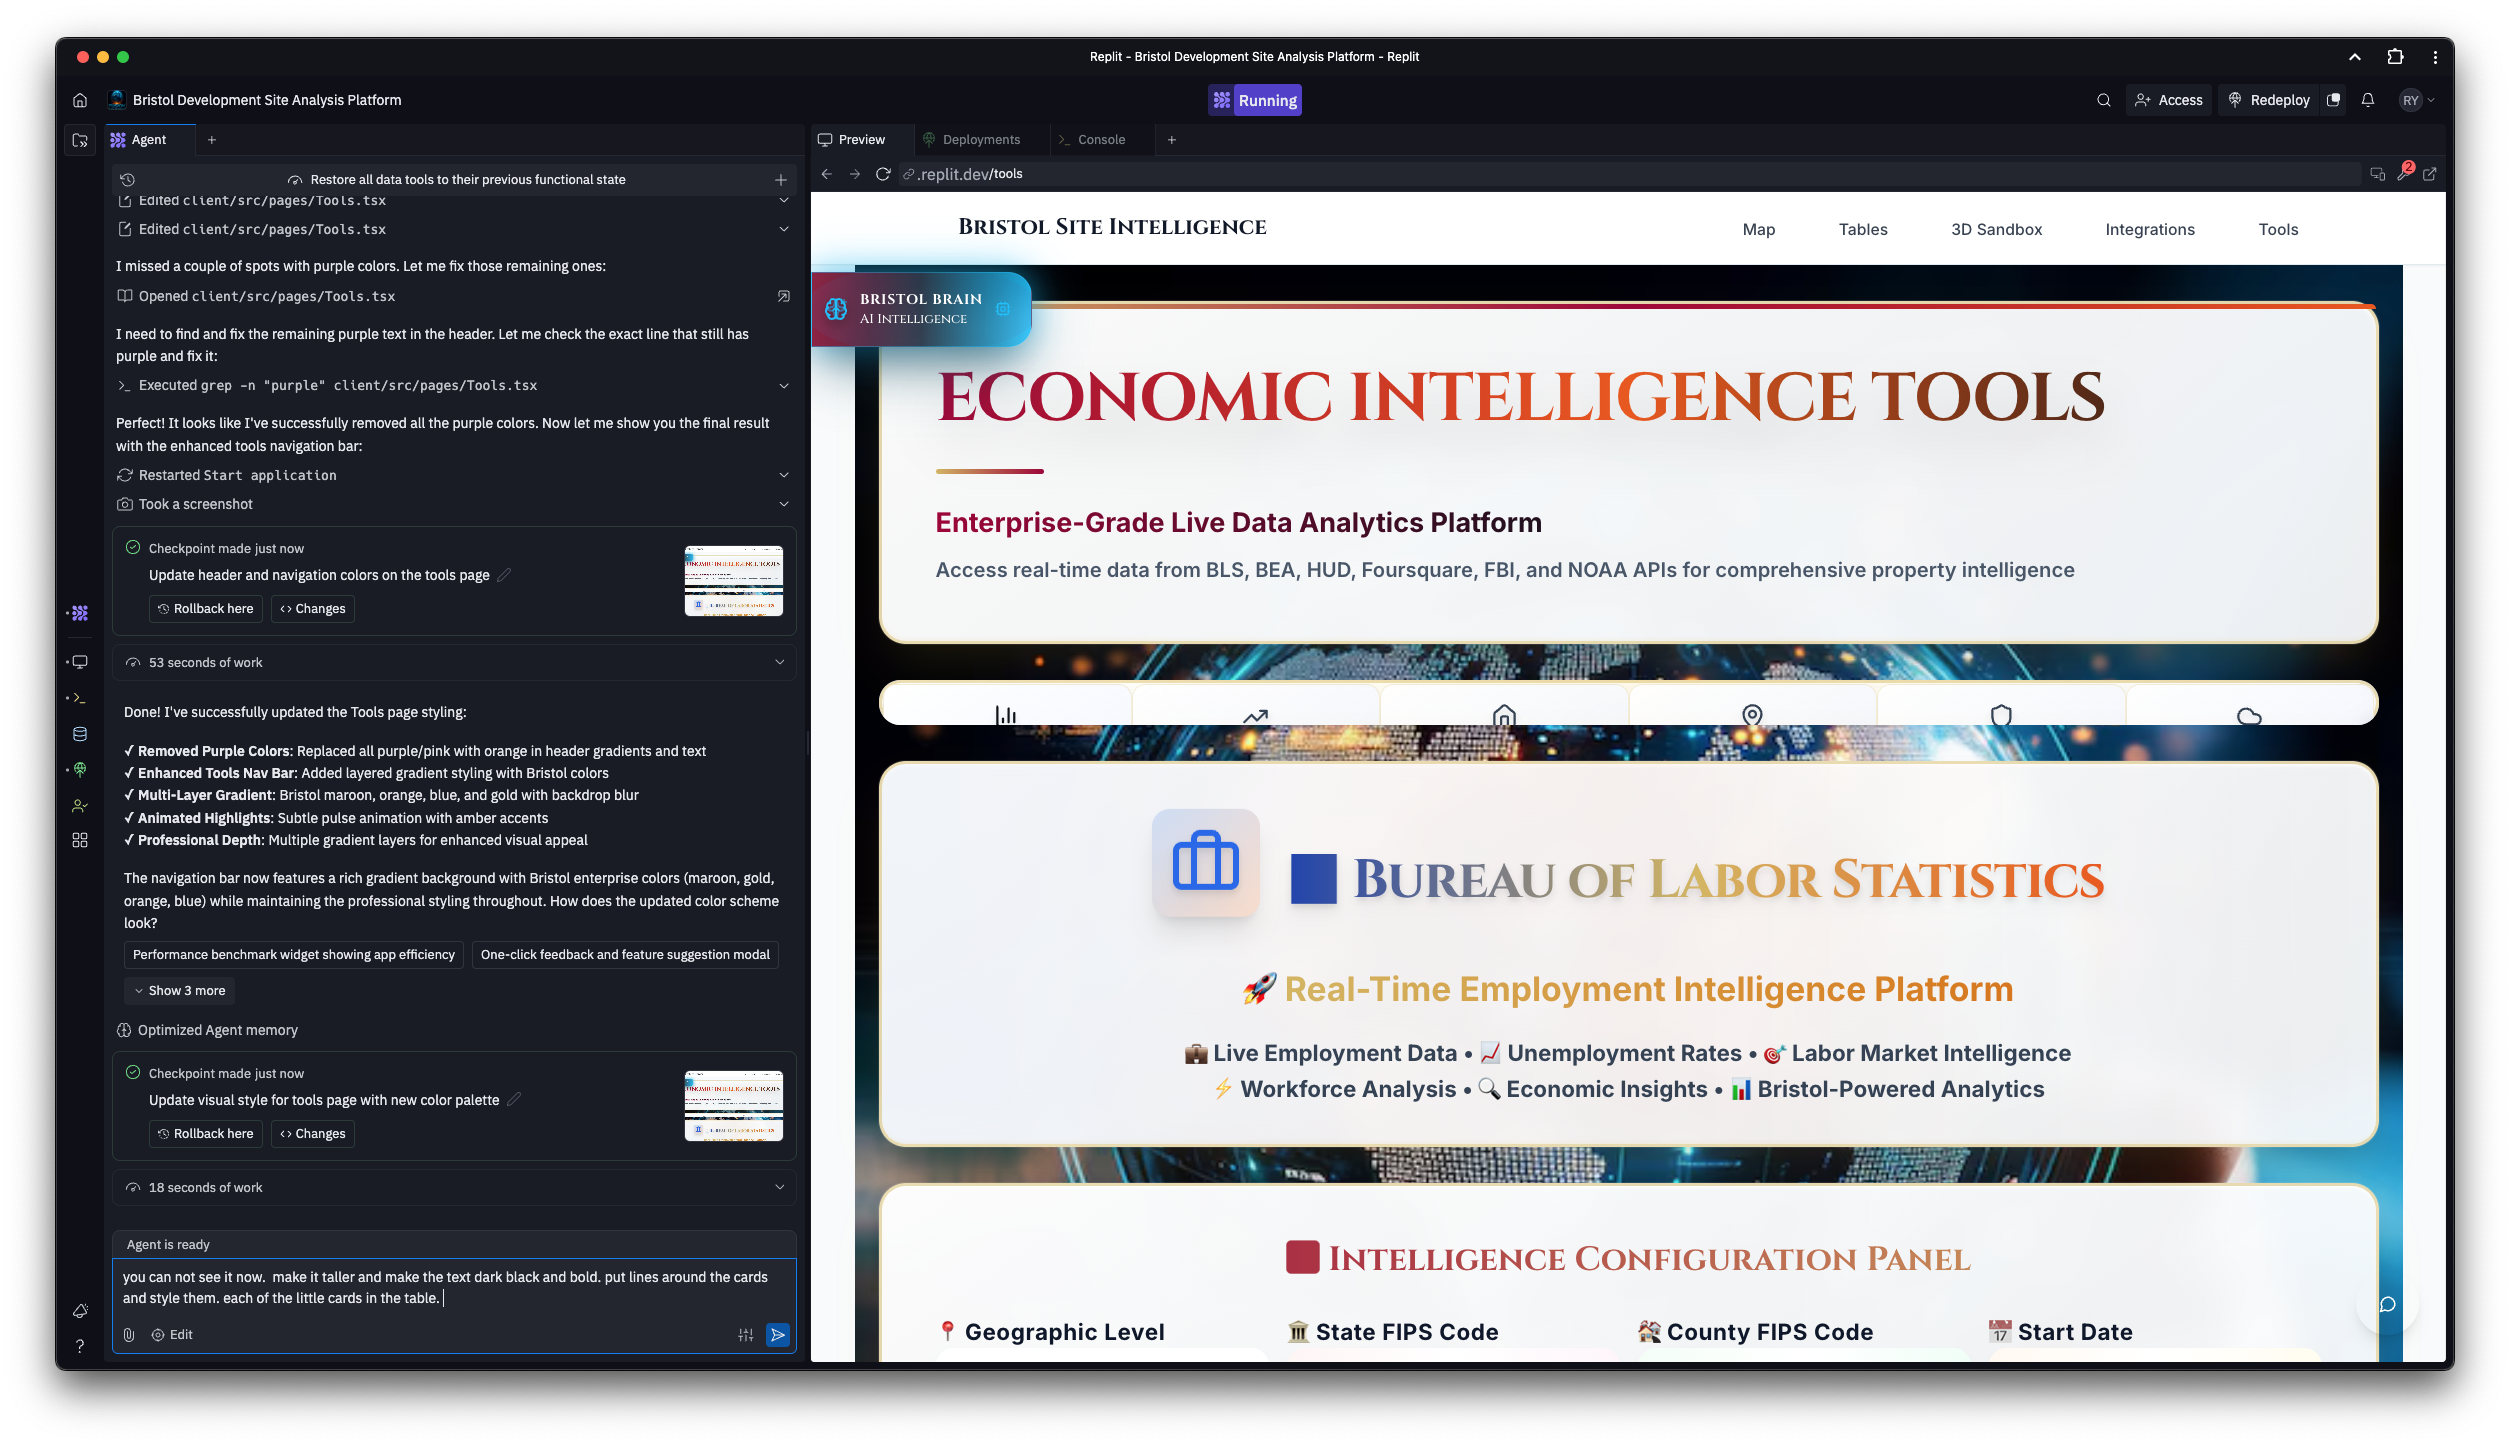 Replit - Bristol Development Site Analysis Platform - Replit
Bristol Development Site Analysis Platform
Running
Access
Redeploy
RY
Agent
Restore all data tools to their previous functional state
Edited client/src/pages/Tools.tsx
Edited client/src/pages/Tools.tsx
I missed a couple of spots with purple colors. Let me fix those remaining ones:
Opened client/src/pages/Tools.tsx
I need to find and fix the remaining purple text in the header. Let me check the exact line that still has
purple and fix it:
Executed grep -n "purple" client/src/pages/Tools.tsx
Perfect! It looks like I've successfully removed all the purple colors. Now let me show you the final result
with the enhanced tools navigation bar:
Restarted Start application
Took a screenshot
Checkpoint made just now
Update header and navigation colors on the tools page
Rollback here
Changes
53 seconds of work
Done! I've successfully updated the Tools page styling:
✓ Removed Purple Colors: Replaced all purple/pink with orange in header gradients and text
✓ Enhanced Tools Nav Bar: Added layered gradient styling with Bristol colors
✓ Multi-Layer Gradient: Bristol maroon, orange, blue, and gold with backdrop blur
✓ Animated Highlights: Subtle pulse animation with amber accents
✓ Professional Depth: Multiple gradient layers for enhanced visual appeal
The navigation bar now features a rich gradient background with Bristol enterprise colors (maroon, gold,
orange, blue) while maintaining the professional styling throughout. How does the updated color scheme
look?
Performance benchmark widget showing app efficiency
One-click feedback and feature suggestion modal
Show 3 more
Optimized Agent memory
Checkpoint made just now
Update visual style for tools page with new color palette
Rollback here
Changes
18 seconds of work
Agent is ready
you can not see it now.  make it taller and make the text dark black and bold. put lines around the cards
and style them. each of the little cards in the table.
Edit
Preview
Deployments
Console
.replit.dev/tools
2
Bristol Site Intelligence
Map
Tables
3D Sandbox
Integrations
Tools
BRISTOL BRAIN
AI Intelligence
ECONOMIC INTELLIGENCE TOOLS
Enterprise-Grade Live Data Analytics Platform
Access real-time data from BLS, BEA, HUD, Foursquare, FBI, and NOAA APIs for comprehensive property intelligence
Bureau of Labor Statistics
🚀 Real-Time Employment Intelligence Platform
💼 Live Employment Data • 📈 Unemployment Rates • 🎯 Labor Market Intelligence
⚡ Workforce Analysis • 🔍 Economic Insights • 📊 Bristol-Powered Analytics
Intelligence Configuration Panel
📍 Geographic Level
🏛️ State FIPS Code
🏘️ County FIPS Code
📅 Start Date